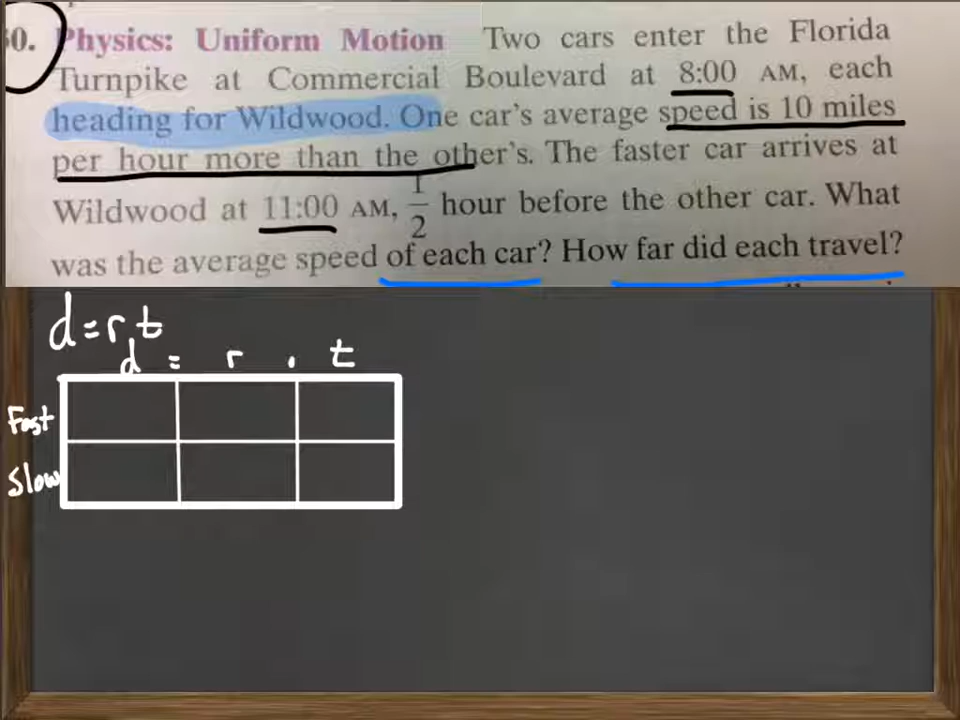 60. Physics: Uniform Motion Two cars enter the Florida
Turnpike at Commercial Boulevard at 8:00 AM, each
heading for Wildwood. One car's average speed is 10 miles
per hour more than the other's. The faster car arrives at
Wildwood at 11:00 AM, 1/2 hour before the other car. What
was the average speed of each car? How far did each travel?
d=r,t
d = r . t
Fast
Slow